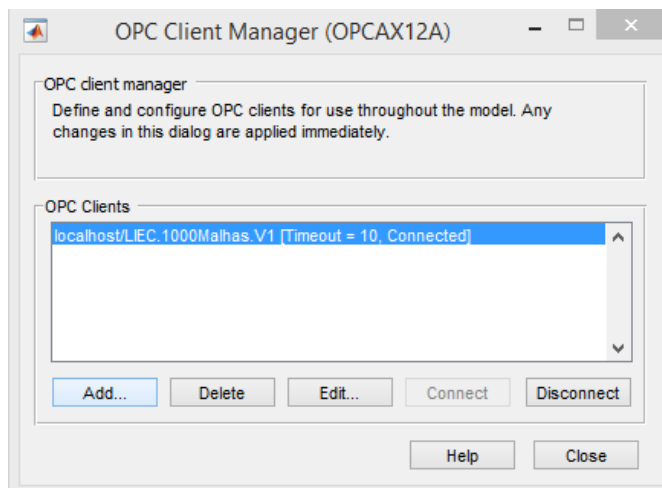 OPC Client Manager (OPCAX12A)
OPC client manager
Define and configure OPC clients for use throughout the model. Any
changes in this dialog are applied immediately.
OPC Clients
localhost/LIEC.1000Malhas.V1 [Timeout = 10, Connected]
Add... Delete Edit... Connect Disconnect
Help Close